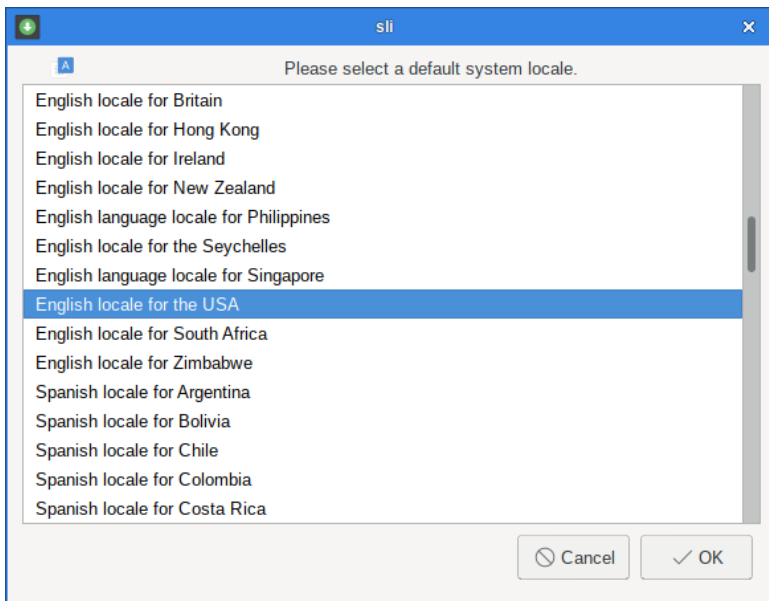 sli
A
Please select a default system locale.
English locale for Britain
English locale for Hong Kong
English locale for Ireland
English locale for New Zealand
English language locale for Philippines
English locale for the Seychelles
English language locale for Singapore
English locale for the USA
English locale for South Africa
English locale for Zimbabwe
Spanish locale for Argentina
Spanish locale for Bolivia
Spanish locale for Chile
Spanish locale for Colombia
Spanish locale for Costa Rica
Cancel OK